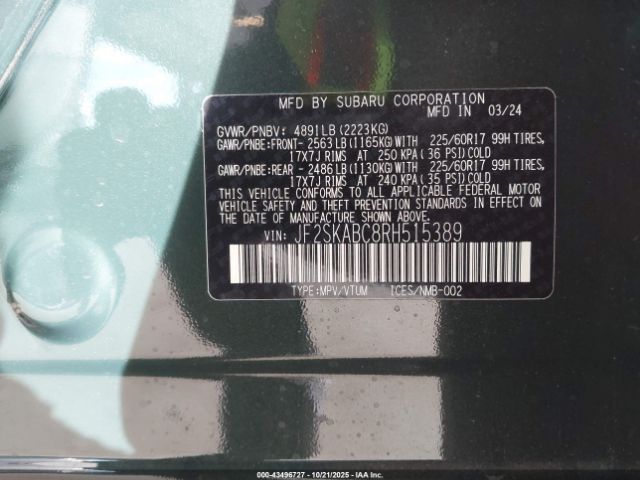 MFD BY SUBARU CORPORATION
MFD IN 03/24
GVWR/PNBV: 4891LB(2223KG)
GAWR/PNBE:FRONT- 2563LB(1165KG)WITH 225/60R17 99H TIRES,
17X7J RIMS AT 250 KPA(36 PSI)COLD
GAWR/PNBE:REAR - 2486LB(1130KG)WITH 225/60R17 99H TIRES,
17X7J RIMS AT 240 KPA(35 PSI)COLD
THIS VEHICLE CONFORMS TO ALL APPLICABLE FEDERAL MOTOR
VEHICLE SAFETY AND THEFT PREVENTION STANDARDS IN EFFECT
ON THE DATE OF MANUFACTURE SHOWN ABOVE.
VIN: JF2SKABC8RH515389
TYPE:MPV/VTUM ICES/NMB-002
000-43496727 - 10/21/2025 - IAA Inc.